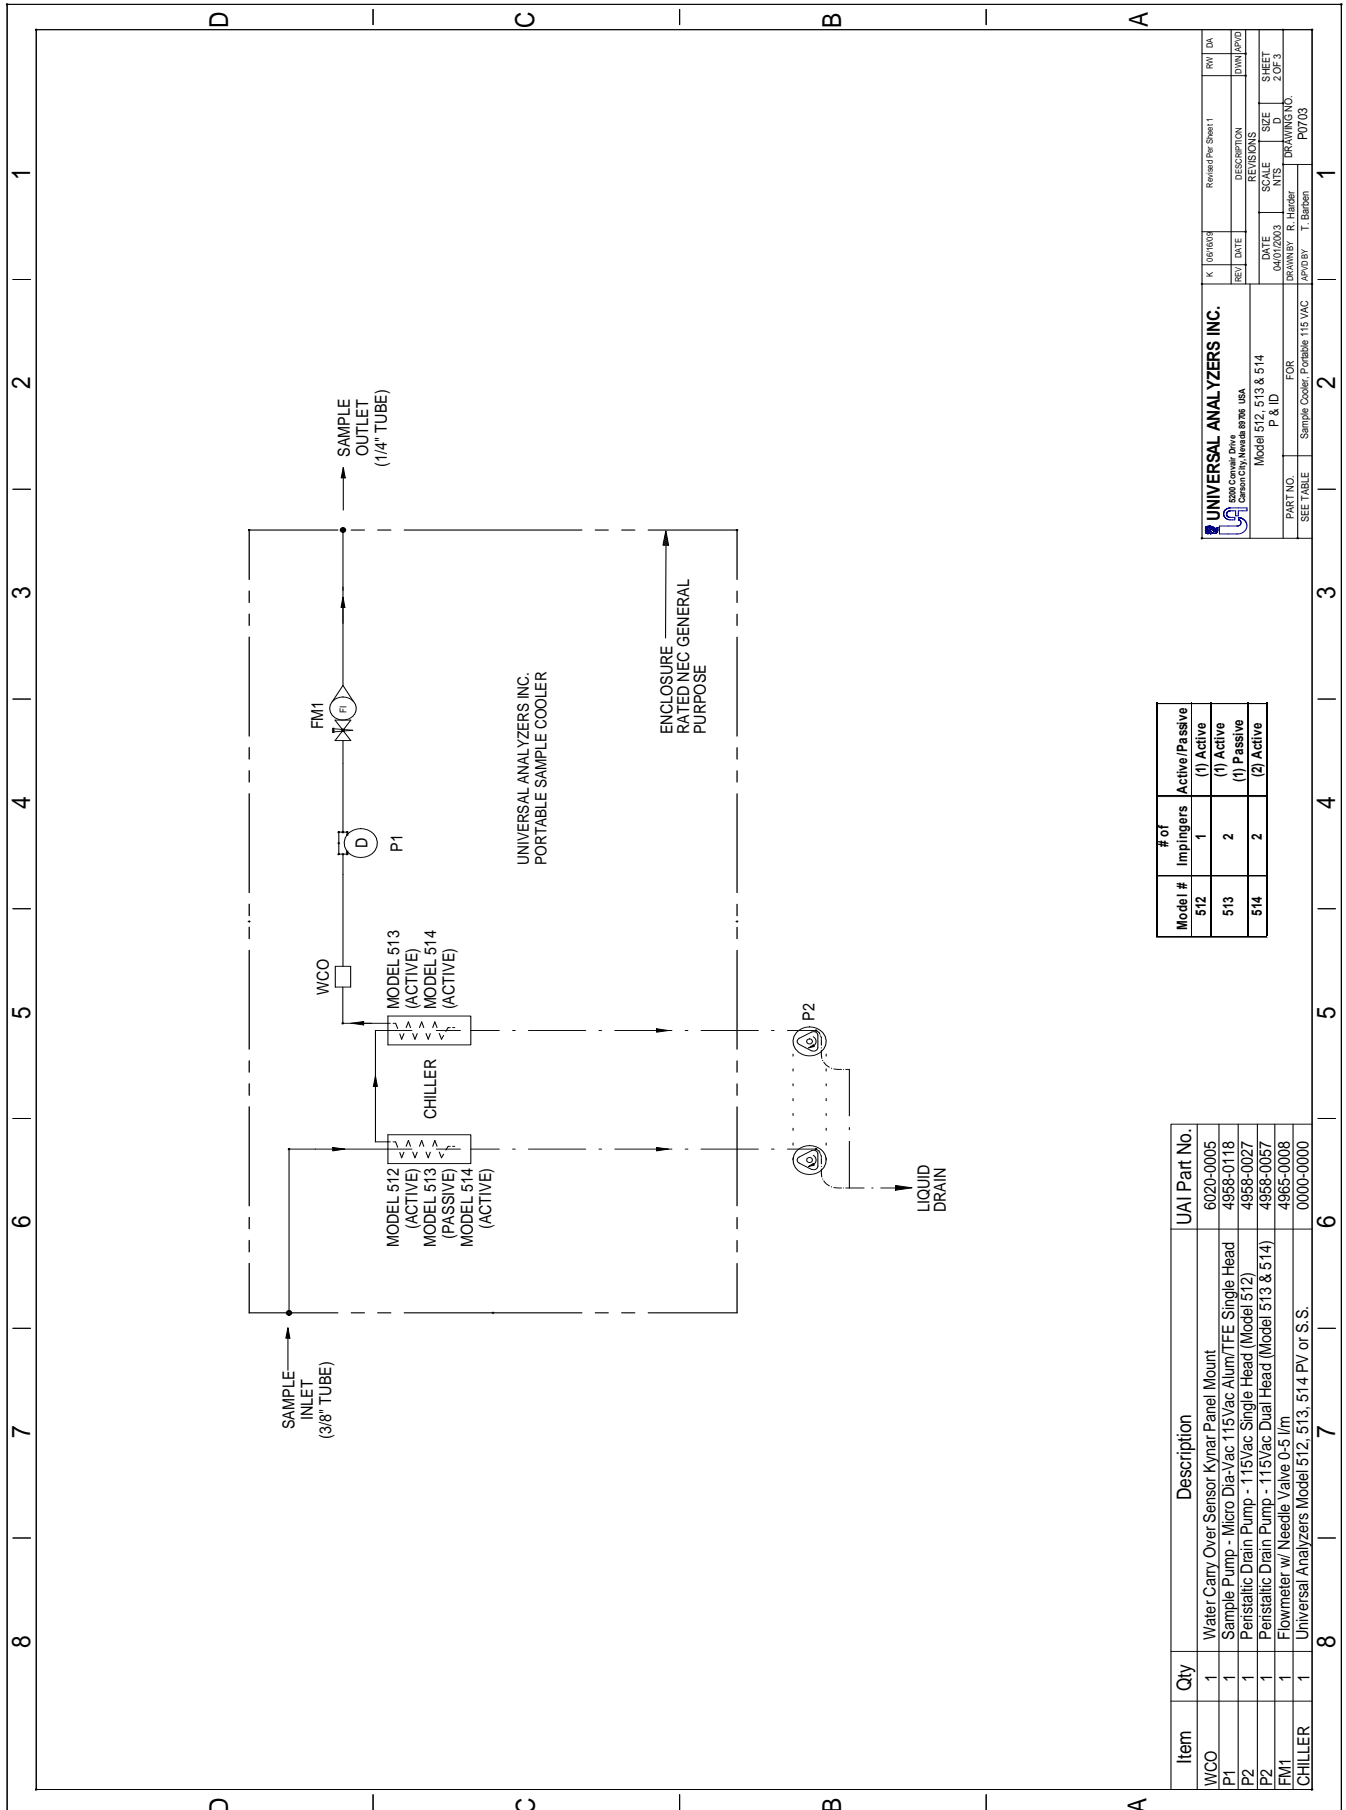 8 7 6 5 4 3 2 1
D
C
B
A
SAMPLE
INLET
(3/8" TUBE)
MODEL 512
(ACTIVE)
MODEL 513
(PASSIVE)
MODEL 514
(ACTIVE)
CHILLER
MODEL 513
(ACTIVE)
MODEL 514
(ACTIVE)
WCO
D
P1
FM1
FI
SAMPLE
OUTLET
(1/4" TUBE)
UNIVERSAL ANALYZERS INC.
PORTABLE SAMPLE COOLER
ENCLOSURE
RATED NEC GENERAL
PURPOSE
P2
LIQUID
DRAIN
Item Qty Description UAI Part No.
WCO 1 Water Carry Over Sensor Kynar Panel Mount 6020-0005
P1 1 Sample Pump - Micro Dia-Vac 115Vac Alum/TFE Single Head 4958-0118
P2 1 Peristaltic Drain Pump - 115Vac Single Head (Model 512) 4958-0027
P2 1 Peristaltic Drain Pump - 115Vac Dual Head (Model 513 & 514) 4958-0057
FM1 1 Flowmeter w/ Needle Valve 0-5 l/m 4965-0008
CHILLER 1 Universal Analyzers Model 512, 513, 514 PV or S.S. 0000-0000
Model # # of Impingers Active/Passive
512 1 (1) Active
513 2 (1) Active
(1) Passive
514 2 (2) Active
UNIVERSAL ANALYZERS INC.
5200 Convair Drive
Carson City, Nevada 89706 USA
Model 512, 513 & 514
P & ID
PART NO. FOR
SEE TABLE Sample Cooler, Portable 115 VAC
K 06/16/09 Revised Per Sheet 1 RW DA
REV DATE DESCRIPTION DWN APVD
REVISIONS
DATE SCALE SIZE SHEET
04/01/2003 NTS D 2 OF 3
DRAWN BY R. Harder DRAWING NO.
APVD BY T. Barben P0703
8 7 6 5 4 3 2 1
D
C
B
A